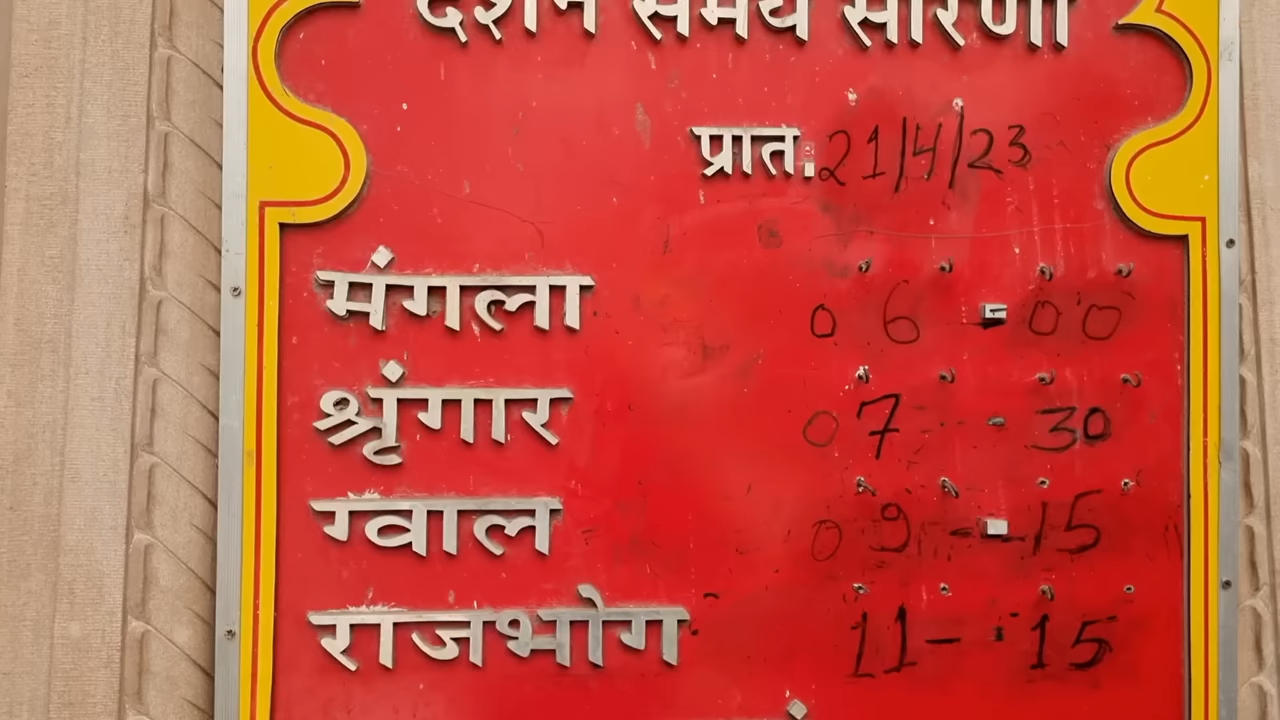 दर्शन समय सारणी
प्रात. 21/4/23
मंगला 06 - 00
श्रृंगार 07 - 30
ग्वाल 09 - 15
राजभोग 11 - 15